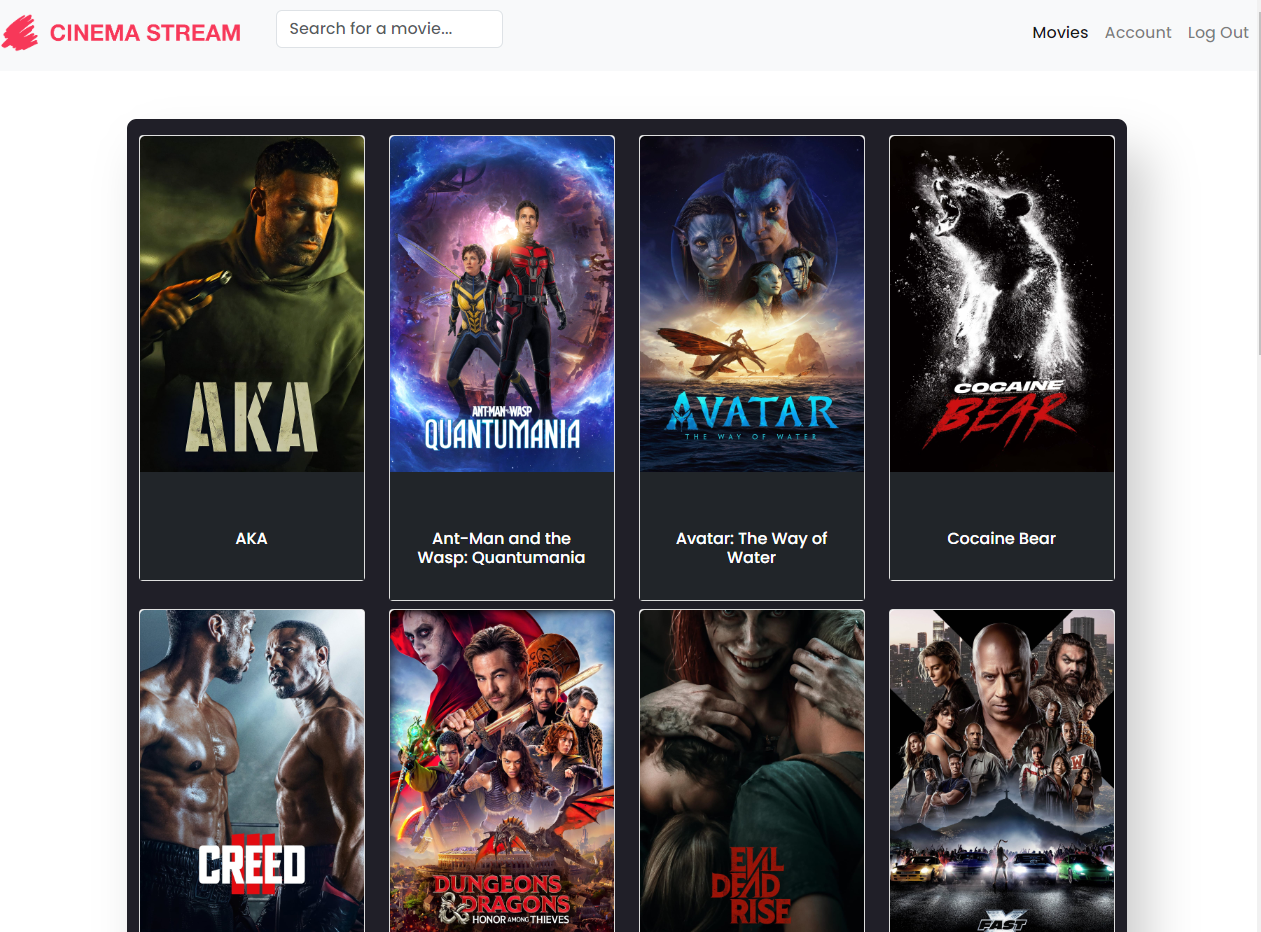 CINEMA STREAM
Search for a movie...
Movies
Account
Log Out
AKA
ANT-MAN AND THE WASP
QUANTUMANIA
AVATAR
THE WAY OF WATER
COCAINE
BEAR
AKA
Ant-Man and the
Wasp: Quantumania
Avatar: The Way of
Water
Cocaine Bear
CREED
III
DUNGEONS
& DRAGONS
HONOR AMONG THIEVES
EVIL
DEAD
RISE
FAST X